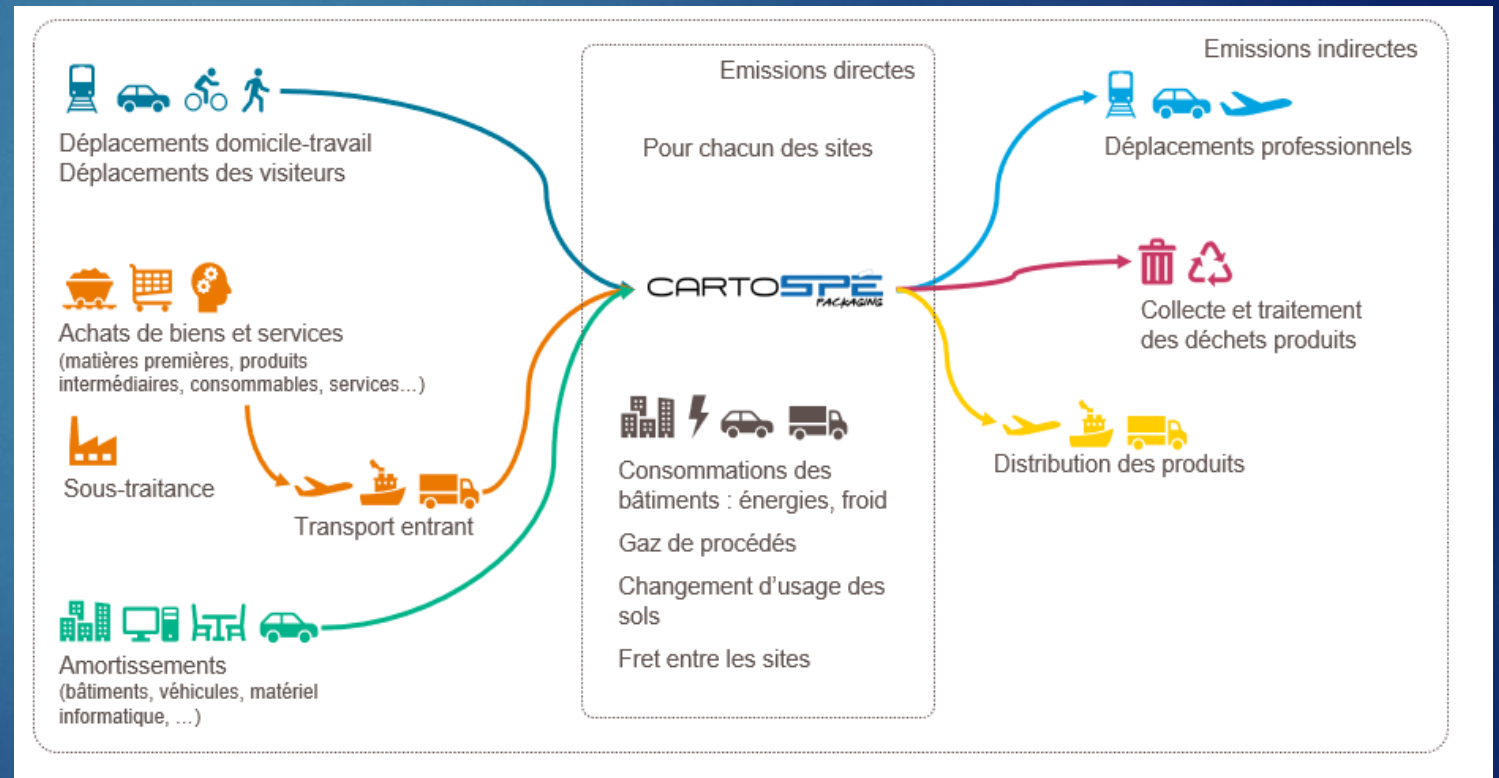 Emissions indirectes
Emissions directes
Déplacements domicile-travail
Déplacements des visiteurs
Pour chacun des sites
Déplacements professionnels
CARTOSPÉ
PACKAGING
Achats de biens et services
(matières premières, produits
intermédiaires, consommables, services…)
Sous-traitance
Transport entrant
Amortissements
(bâtiments, véhicules, matériel
informatique, …)
Consommations des
bâtiments : énergies, froid
Gaz de procédés
Changement d’usage des
sols
Fret entre les sites
Collecte et traitement
des déchets produits
Distribution des produits